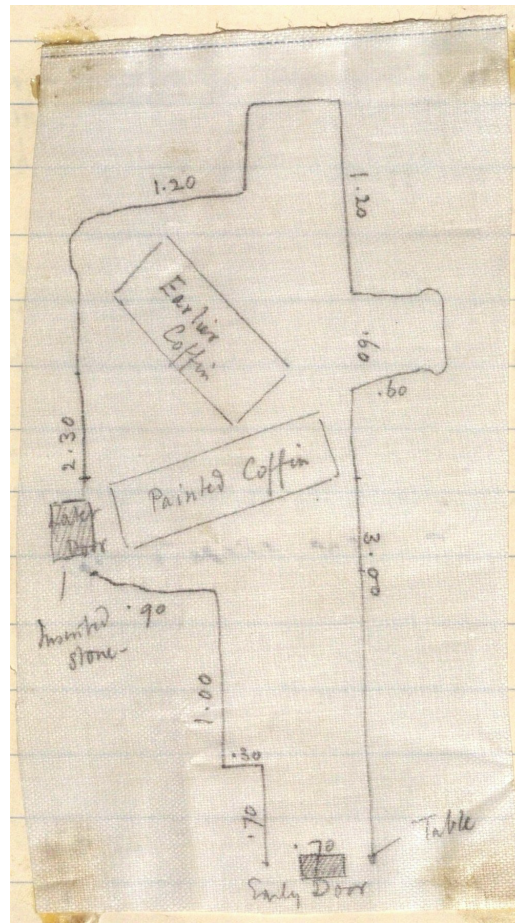 1.20
1.20
Earlier
Coffin
.60
.60
2.30
Painted Coffin
Later
Door
3.00
.90
Inserted
stone-
1.00
.30
.70
Table
.70
Early Door